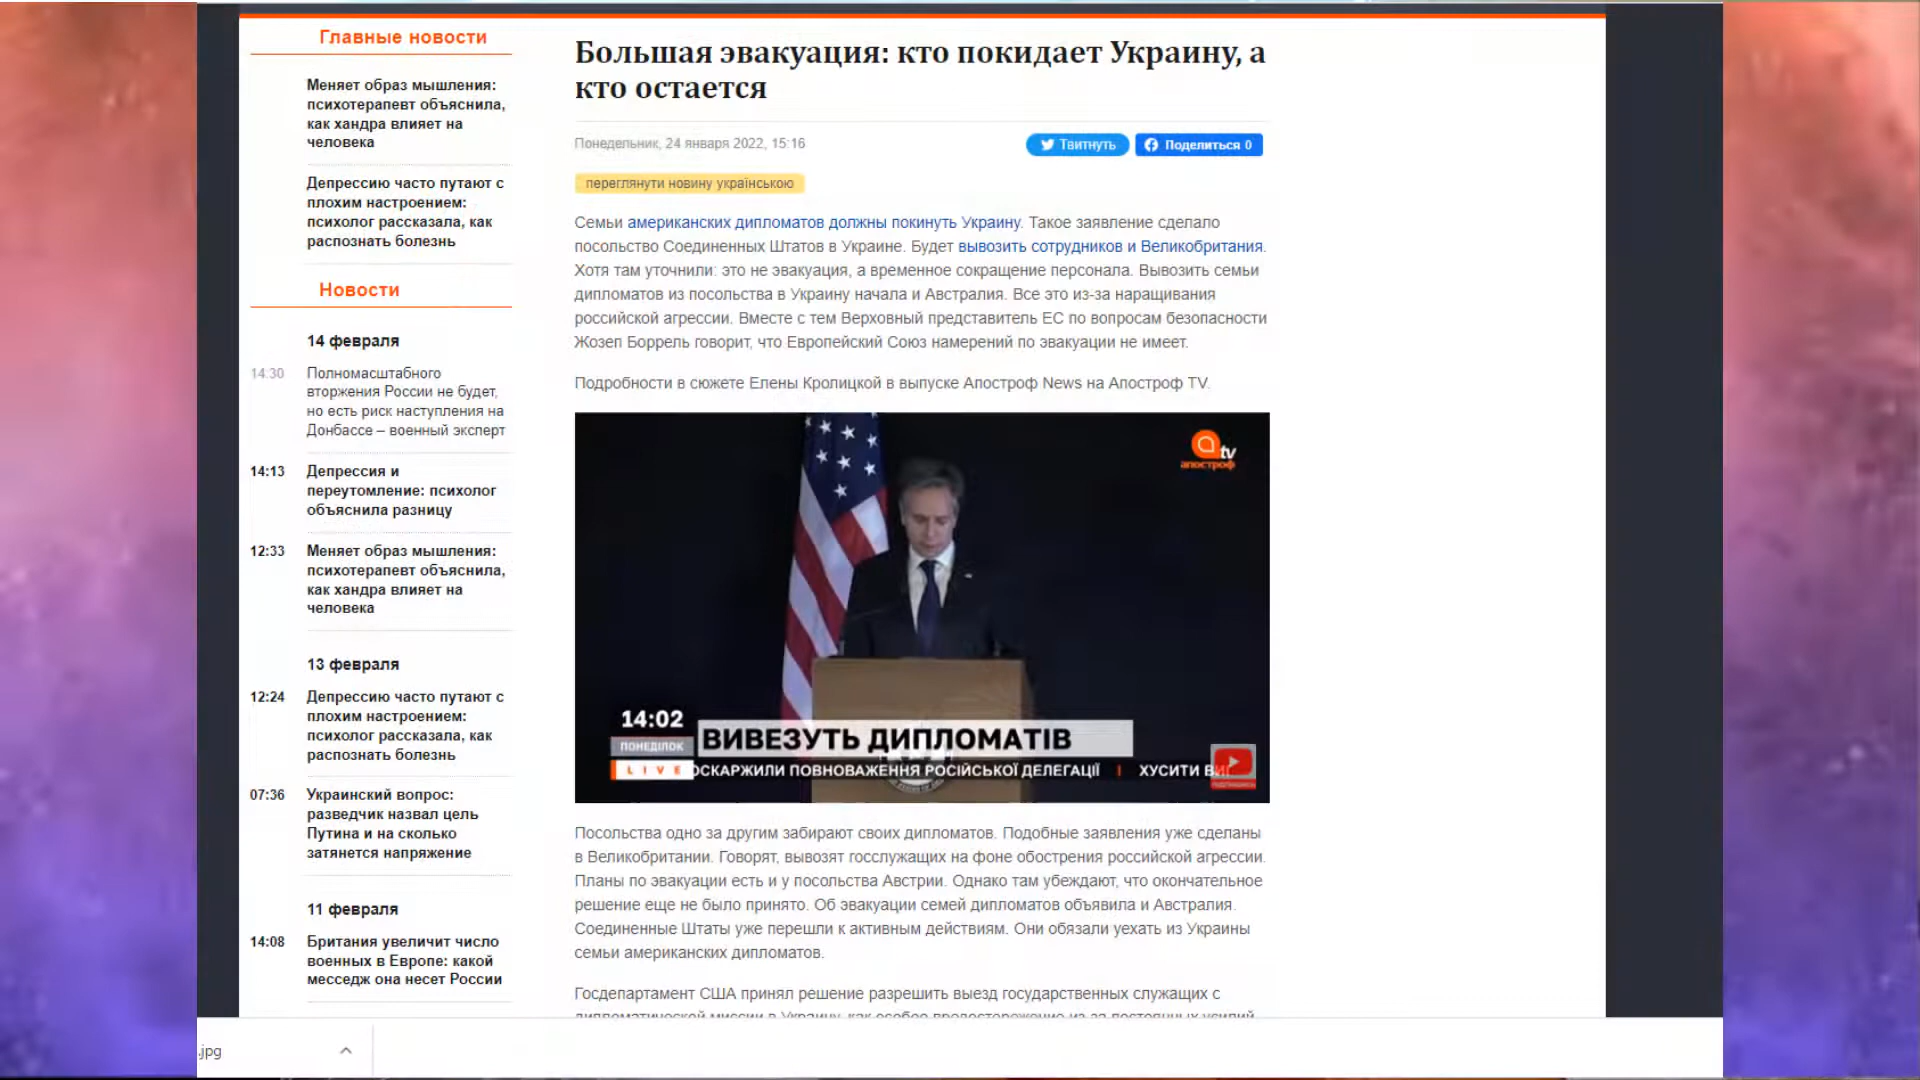 Главные новости
Меняет образ мышления:
психотерапевт объяснила,
как хандра влияет на
человека
Депрессию часто путают с
плохим настроением:
психолог рассказала, как
распознать болезнь
Новости
14 февраля
14:30
Полномасштабного
вторжения России не будет,
но есть риск наступления на
Донбассе – военный эксперт
14:13
Депрессия и
переутомление: психолог
объяснила разницу
12:33
Меняет образ мышления:
психотерапевт объяснила,
как хандра влияет на
человека
13 февраля
12:24
Депрессию часто путают с
плохим настроением:
психолог рассказала, как
распознать болезнь
07:36
Украинский вопрос:
разведчик назвал цель
Путина и на сколько
затянется напряжение
11 февраля
14:08
Британия увеличит число
военных в Европе: какой
месседж она несет России
Большая эвакуация: кто покидает Украину, а
кто остается
Понедельник, 24 января 2022, 15:16
Твитнуть
Поделиться 0
переглянути новину українською
Семьи американских дипломатов должны покинуть Украину. Такое заявление сделало
посольство Соединенных Штатов в Украине. Будет вывозить сотрудников и Великобритания.
Хотя там уточнили: это не эвакуация, а временное сокращение персонала. Вывозить семьи
дипломатов из посольства в Украину начала и Австралия. Все это из-за наращивания
российской агрессии. Вместе с тем Верховный представитель ЕС по вопросам безопасности
Жозеп Боррель говорит, что Европейский Союз намерений по эвакуации не имеет.
Подробности в сюжете Елены Кролицкой в выпуске Апостроф News на Апостроф TV.
tv
апостроф
14:02
ПОНЕДІЛОК
ВИВЕЗУТЬ ДИПЛОМАТІВ
LIVE
ОСКАРЖИЛИ ПОВНОВАЖЕННЯ РОСІЙСЬКОЇ ДЕЛЕГАЦІЇ
ХУСИТИ
Посольства одно за другим забирают своих дипломатов. Подобные заявления уже сделаны
в Великобритании. Говорят, вывозят госслужащих на фоне обострения российской агрессии.
Планы по эвакуации есть и у посольства Австрии. Однако там убеждают, что окончательное
решение еще не было принято. Об эвакуации семей дипломатов объявила и Австралия.
Соединенные Штаты уже перешли к активным действиям. Они обязали уехать из Украины
семьи американских дипломатов.
Госдепартамент США принял решение разрешить выезд государственных служащих с
дипломатической миссии в Украину, как особое предостережение из-за постоянных усилий
.jpg